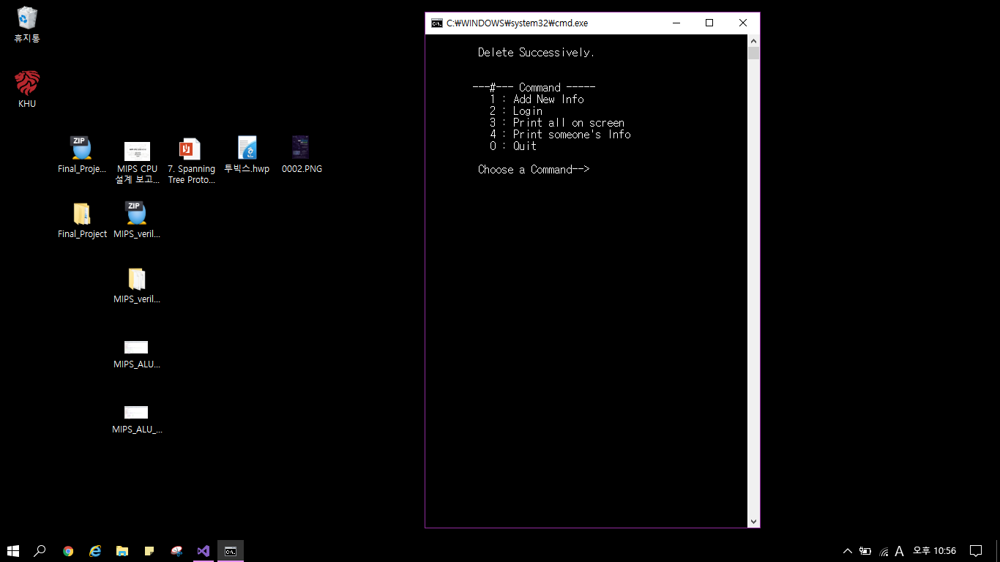 휴지통
KHU
ZIP
Final_Proje...
MIPS CPU
설계 보고...
7. Spanning
Tree Proto...
투빅스.hwp
0002.PNG
Final_Project
ZIP
MIPS_veril...
MIPS_veril...
MIPS_ALU...
MIPS_ALU_...
C:₩WINDOWS₩system32₩cmd.exe
Delete Successively.
---#--- Command -----
1 : Add New Info
2 : Login
3 : Print all on screen
4 : Print someone's Info
0 : Quit
Choose a Command-->
A
오후 10:56